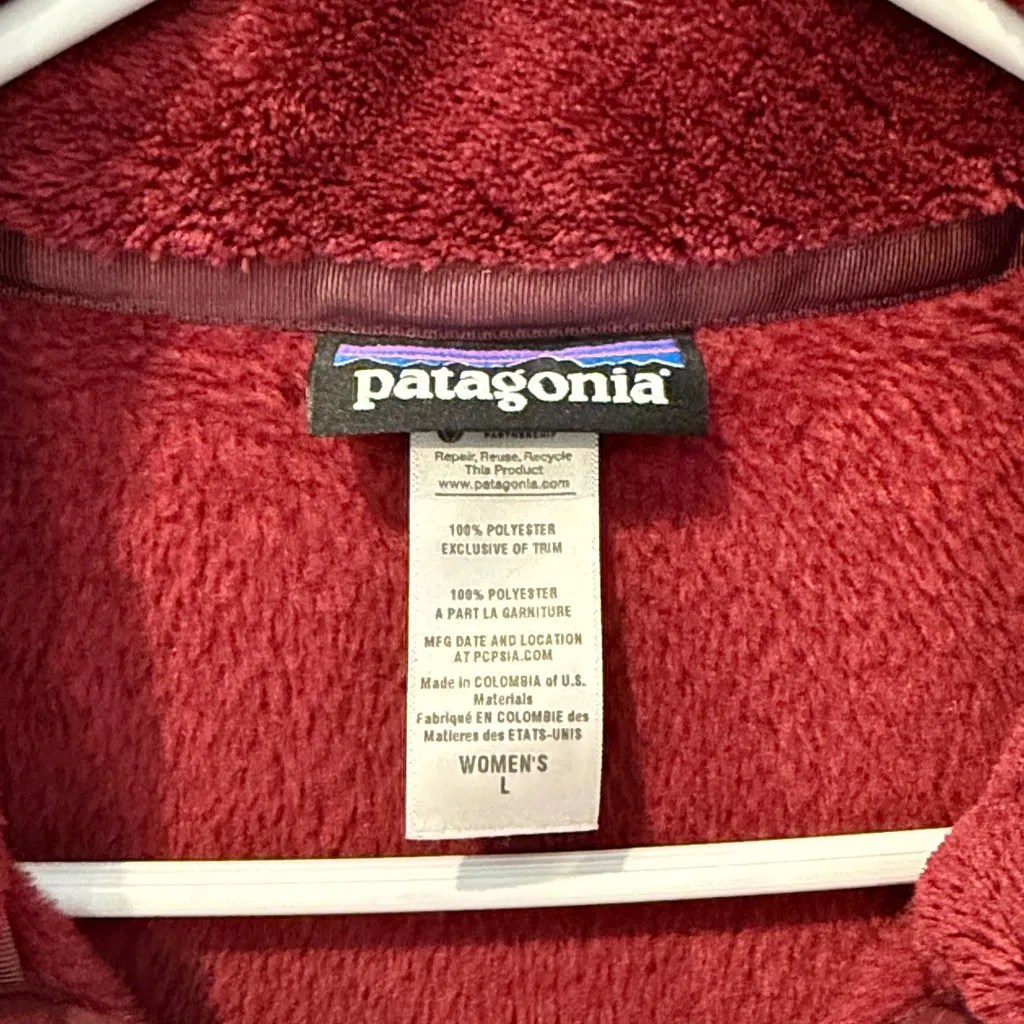 patagonia®
PARTNERSHIP
Repair, Reuse, Recycle
This Product
www.patagonia.com
100% POLYESTER
EXCLUSIVE OF TRIM
100% POLYESTER
A PART LA GARNITURE
MFG DATE AND LOCATION
AT PCPSIA.COM
Made in COLOMBIA of U.S.
Materials
Fabriqué EN COLOMBIE des
Matieres des ETATS-UNIS
WOMEN'S
L